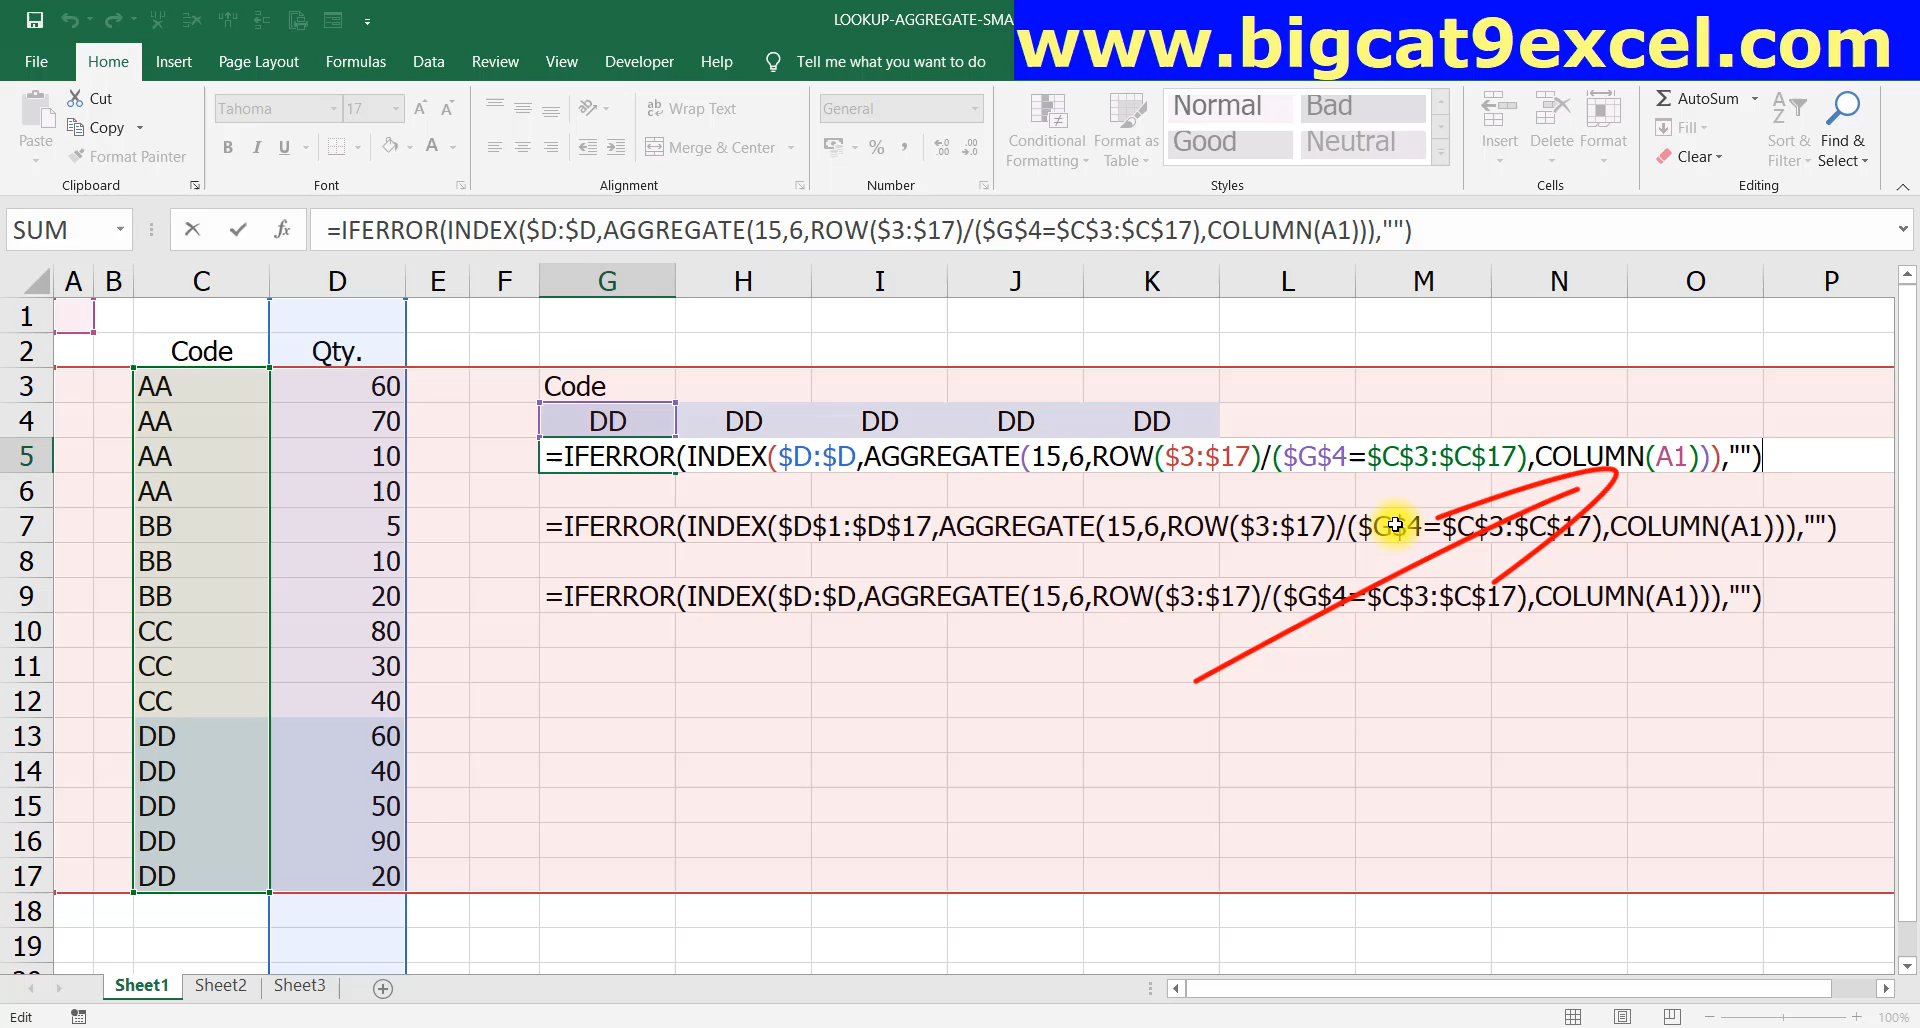 LOOKUP-AGGREGATE-SMA
www.bigcat9excel.com
File Home Insert Page Layout Formulas Data Review View Developer Help Tell me what you want to do
Cut
Copy
Format Painter
Paste
Clipboard
Tahoma 17
B I U A
Font
Wrap Text
Merge & Center
Alignment
General
% ,
Number
Conditional Formatting
Format as Table
Normal Bad
Good Neutral
Styles
Insert Delete Format
Cells
AutoSum
Fill
Clear
Sort & Filter
Find & Select
Editing
SUM fx =IFERROR(INDEX($D:$D,AGGREGATE(15,6,ROW($3:$17)/($G$4=$C$3:$C$17),COLUMN(A1))),"")
A B C D E F G H I J K L M N O P
1
2 Code Qty.
3 AA 60 Code
4 AA 70 DD DD DD DD DD
5 AA 10 =IFERROR(INDEX($D:$D,AGGREGATE(15,6,ROW($3:$17)/($G$4=$C$3:$C$17),COLUMN(A1))),"")
6 AA 10
7 BB 5 =IFERROR(INDEX($D$1:$D$17,AGGREGATE(15,6,ROW($3:$17)/($G$4=$C$3:$C$17),COLUMN(A1))),"")
8 BB 10
9 BB 20 =IFERROR(INDEX($D:$D,AGGREGATE(15,6,ROW($3:$17)/($G$4=$C$3:$C$17),COLUMN(A1))),"")
10 CC 80
11 CC 30
12 CC 40
13 DD 60
14 DD 40
15 DD 50
16 DD 90
17 DD 20
18
19
Sheet1 Sheet2 Sheet3
Edit 100%